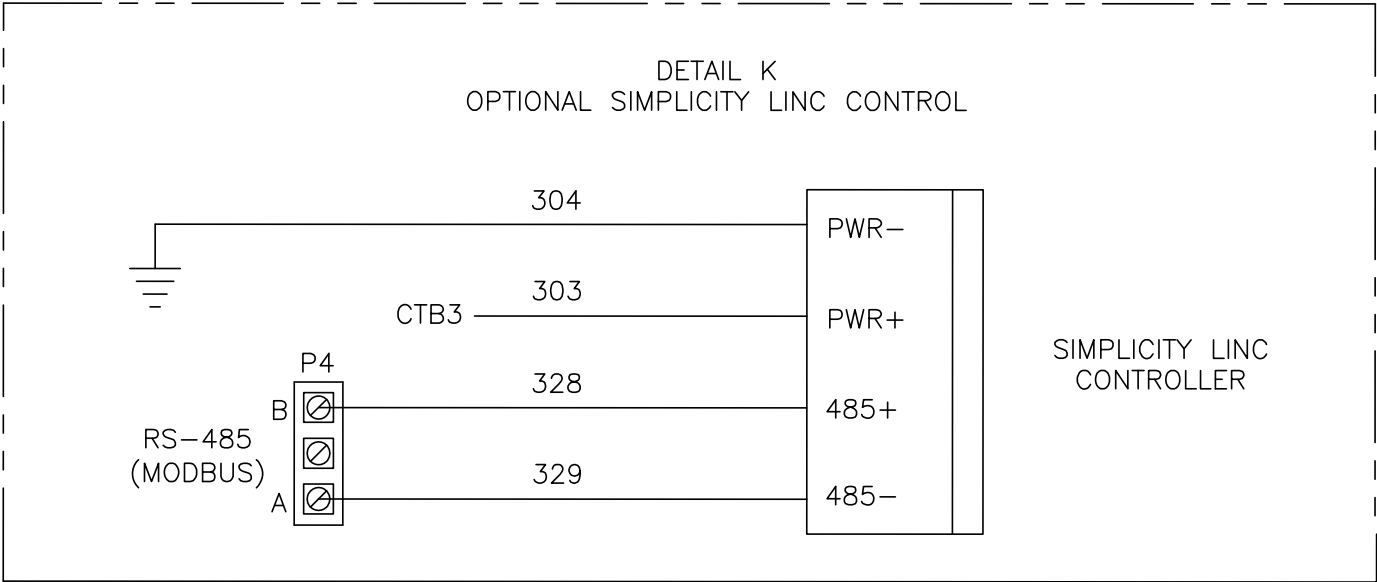 DETAIL K
OPTIONAL SIMPLICITY LINC CONTROL
304
PWR-
303
CTB3
PWR+
P4
SIMPLICITY LINC
CONTROLLER
328
B
485+
RS-485
(MODBUS)
329
A
485-